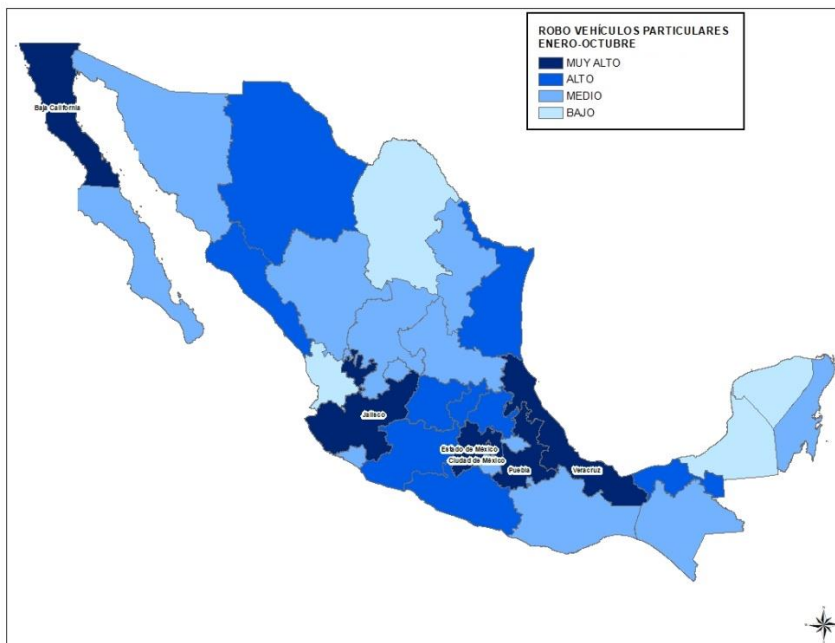 ROBO VEHÍCULOS PARTICULARES
ENERO-OCTUBRE
MUY ALTO
ALTO
MEDIO
BAJO
Baja California
Jalisco
Estado de México
Ciudad de México
Puebla
Veracruz